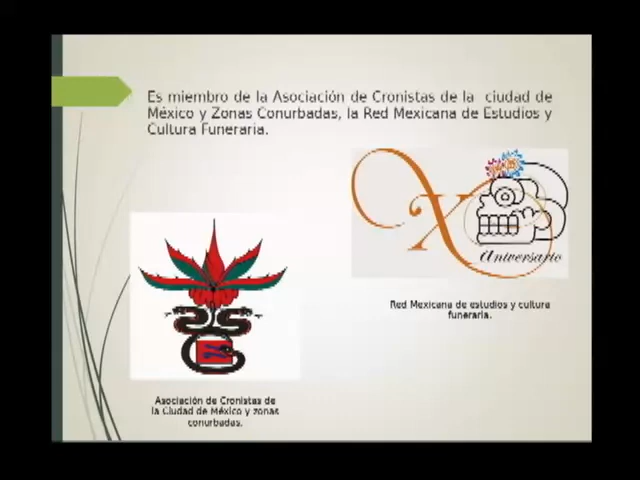 Es miembro de la Asociación de Cronistas de la ciudad de
México y Zonas Conurbadas, la Red Mexicana de Estudios y
Cultura Funeraria.
X
Aniversario
Red Mexicana de estudios y cultura
funeraria.
Asociación de Cronistas de
la Ciudad de México y zonas
conurbadas.